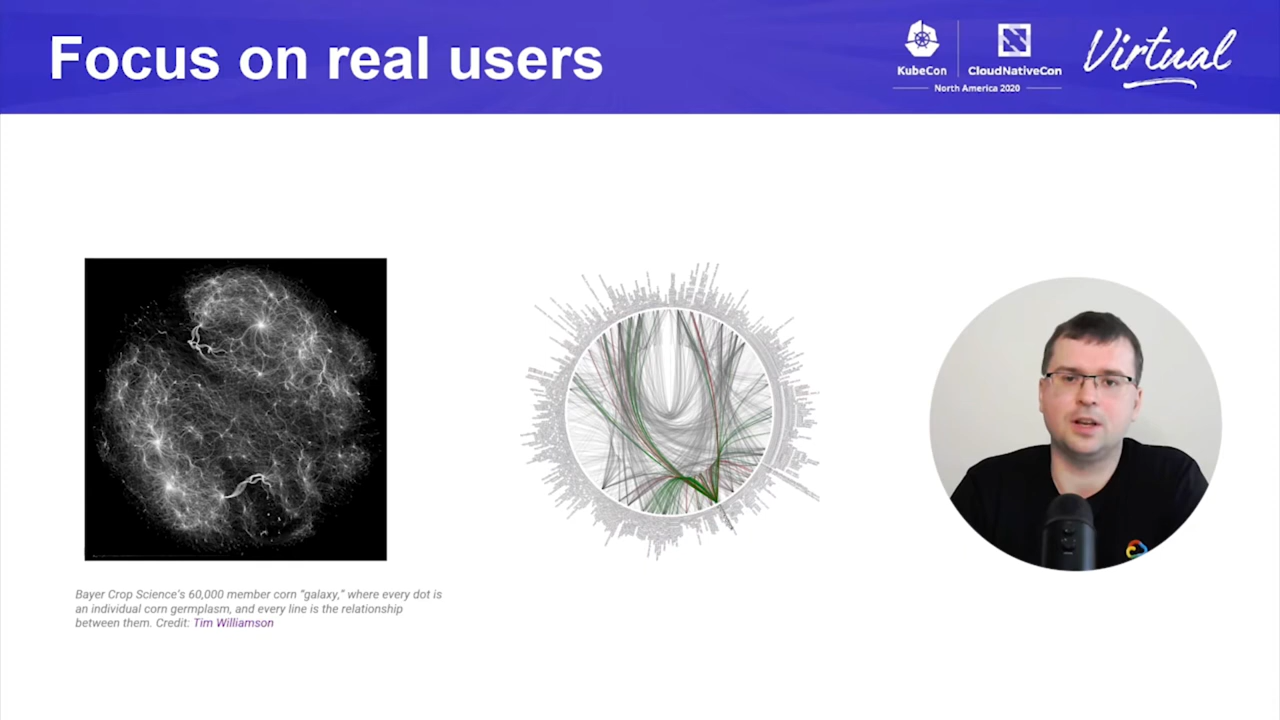 Focus on real users
KubeCon
CloudNativeCon
North America 2020
Virtual
Bayer Crop Science's 60,000 member corn “galaxy,” where every dot is
an individual corn germplasm, and every line is the relationship
between them. Credit: Tim Williamson